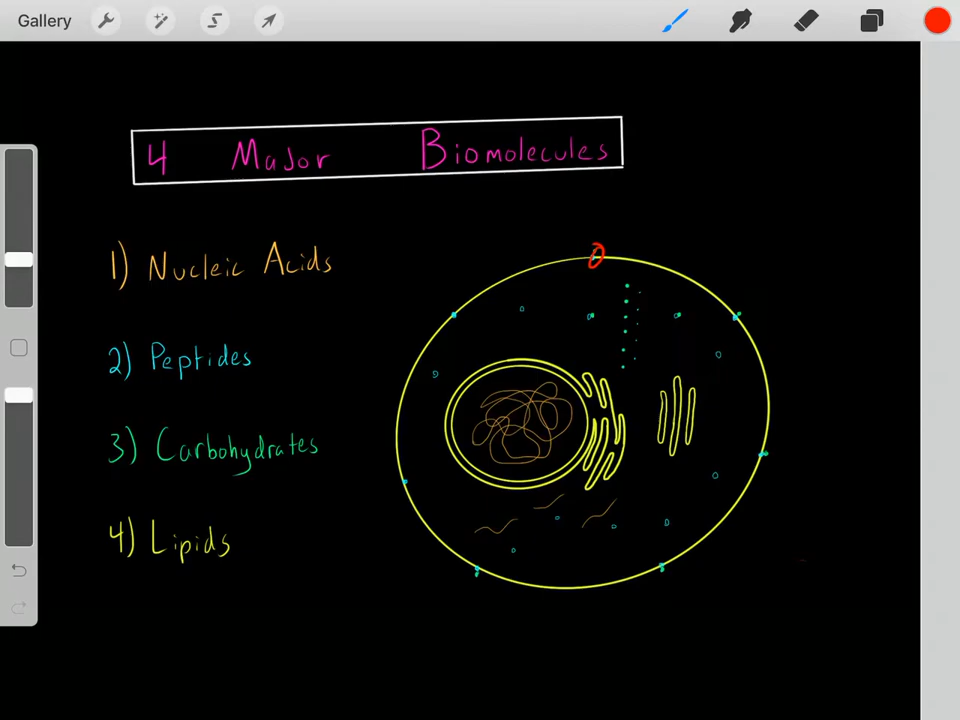 Gallery
4 Major Biomolecules
1) Nucleic Acids
2) Peptides
3) Carbohydrates
4) Lipids